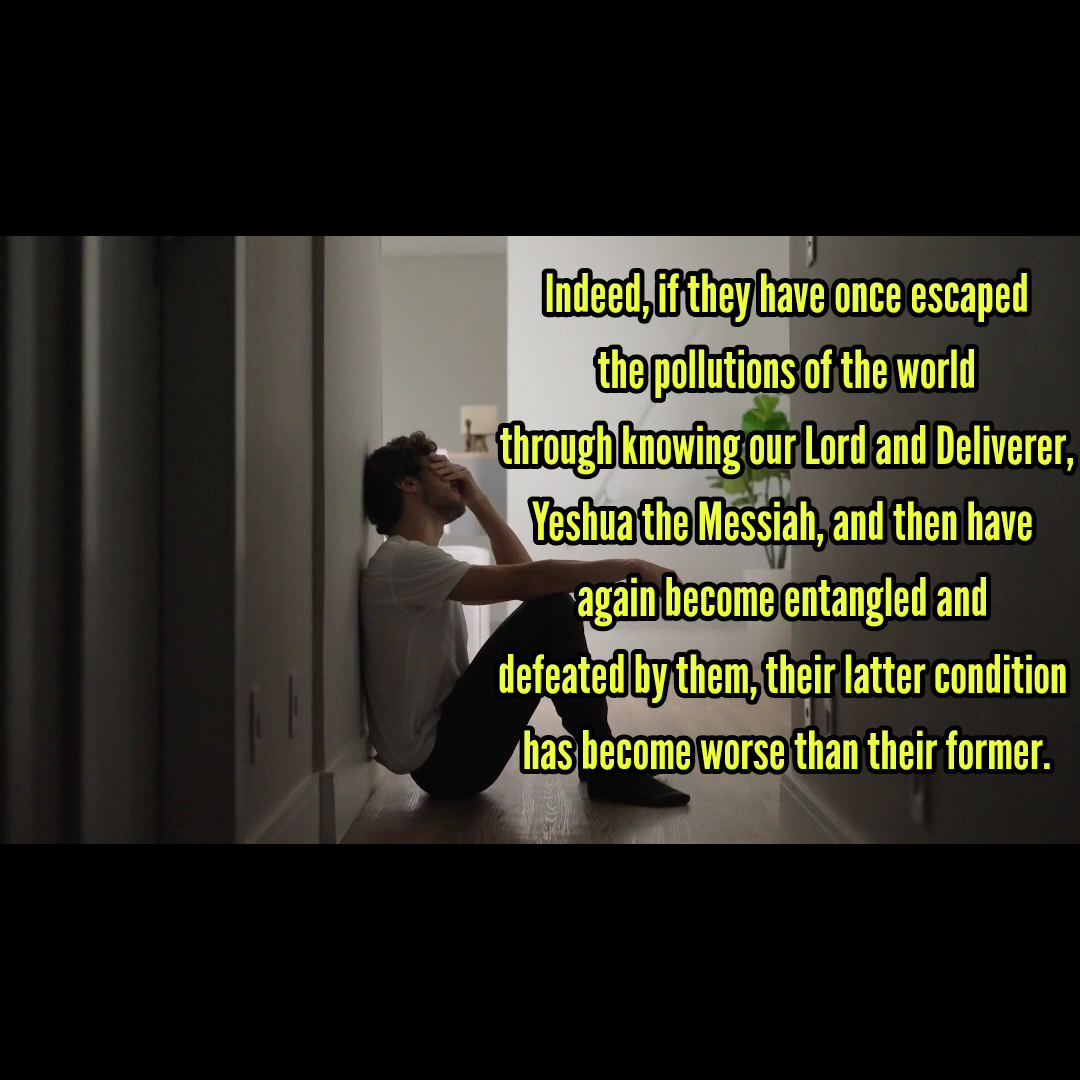 Indeed, if they have once escaped
the pollutions of the world
through knowing our Lord and Deliverer,
Yeshua the Messiah, and then have
again become entangled and
defeated by them, their latter condition
has become worse than their former.